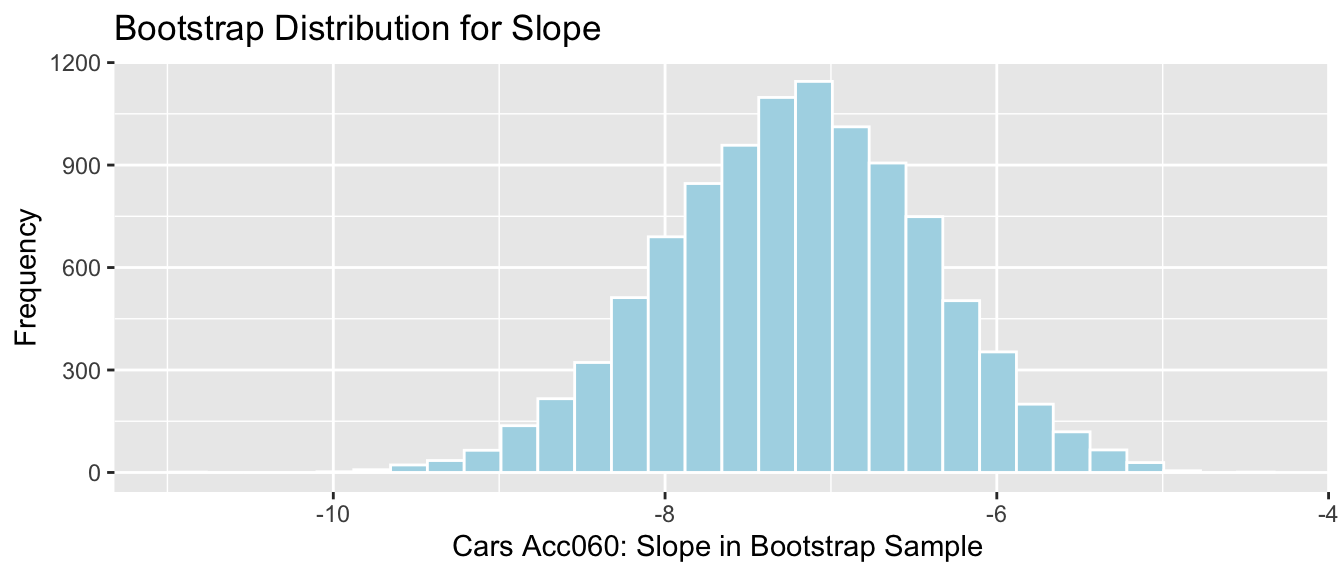 Bootstrap Distribution for Slope
1200
900
600
300
0
Frequency
-10 -8 -6 -4
Cars Acc060: Slope in Bootstrap Sample